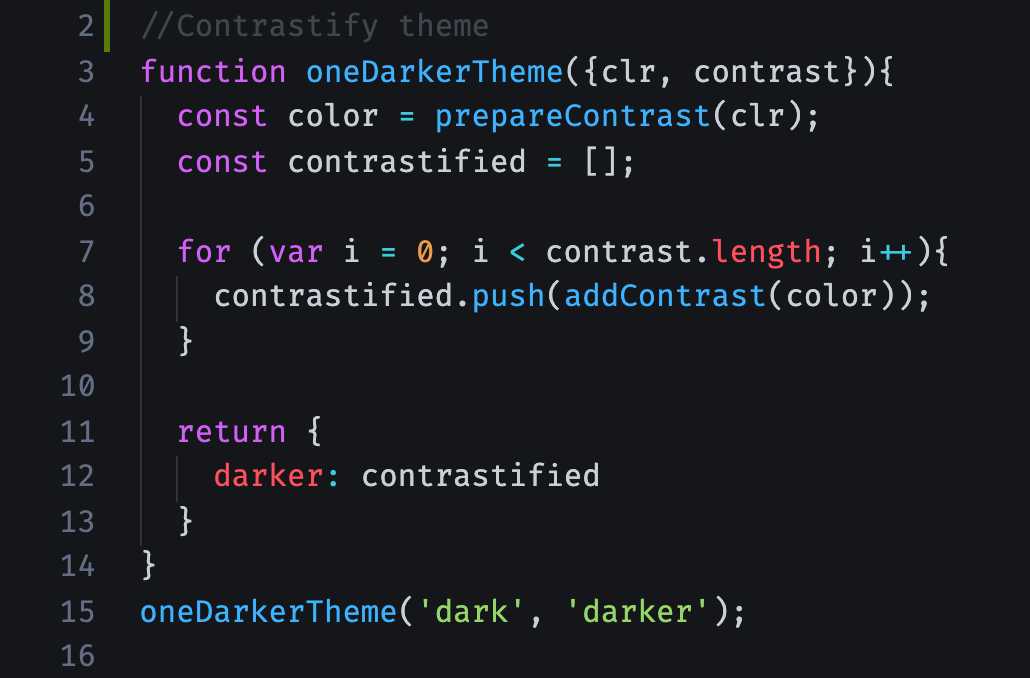 2 //Contrastify theme
3 function oneDarkerTheme({clr, contrast}){
4 const color = prepareContrast(clr);
5 const contrastified = [];
6
7 for (var i = 0; i < contrast.length; i++){
8 contrastified.push(addContrast(color));
9 }
10
11 return {
12 darker: contrastified
13 }
14 }
15 oneDarkerTheme('dark', 'darker');
16